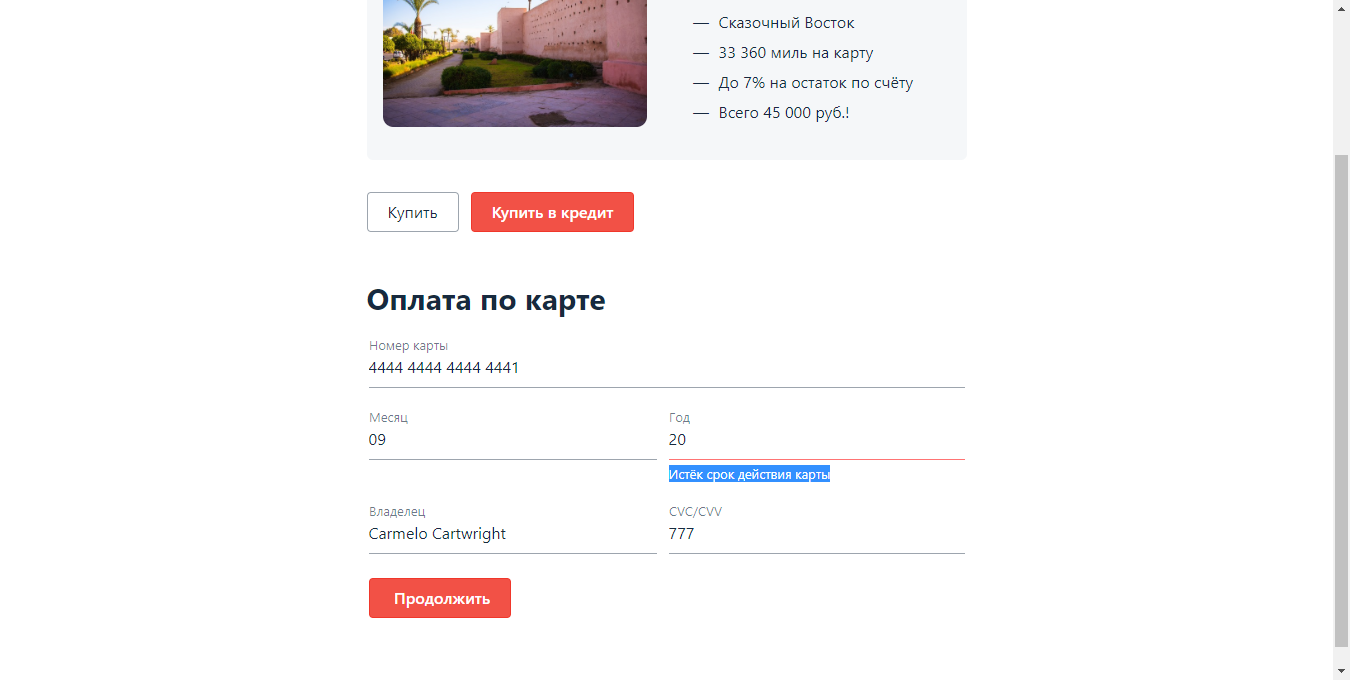 — Сказочный Восток
— 33 360 миль на карту
— До 7% на остаток по счёту
— Всего 45 000 руб.!
Купить Купить в кредит
Оплата по карте
Номер карты
4444 4444 4444 4441
Месяц Год
09 20
Истёк срок действия карты
Владелец CVC/CVV
Carmelo Cartwright 777
Продолжить